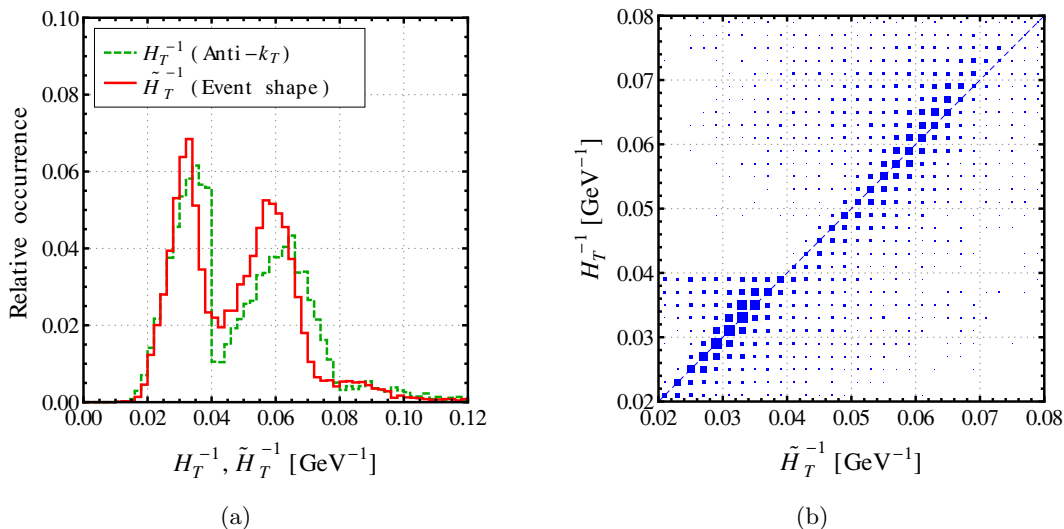 0.10
0.08
0.06
0.04
0.02
0.00
Relative occurrence
H_T^{-1} (Anti-k_T)
H̃_T^{-1} (Event shape)
0.00 0.02 0.04 0.06 0.08 0.10 0.12
H_T^{-1}, H̃_T^{-1} [GeV^{-1}]
(a)
0.08
0.07
0.06
0.05
0.04
0.03
0.02
H_T^{-1} [GeV^{-1}]
0.02 0.03 0.04 0.05 0.06 0.07 0.08
H̃_T^{-1} [GeV^{-1}]
(b)